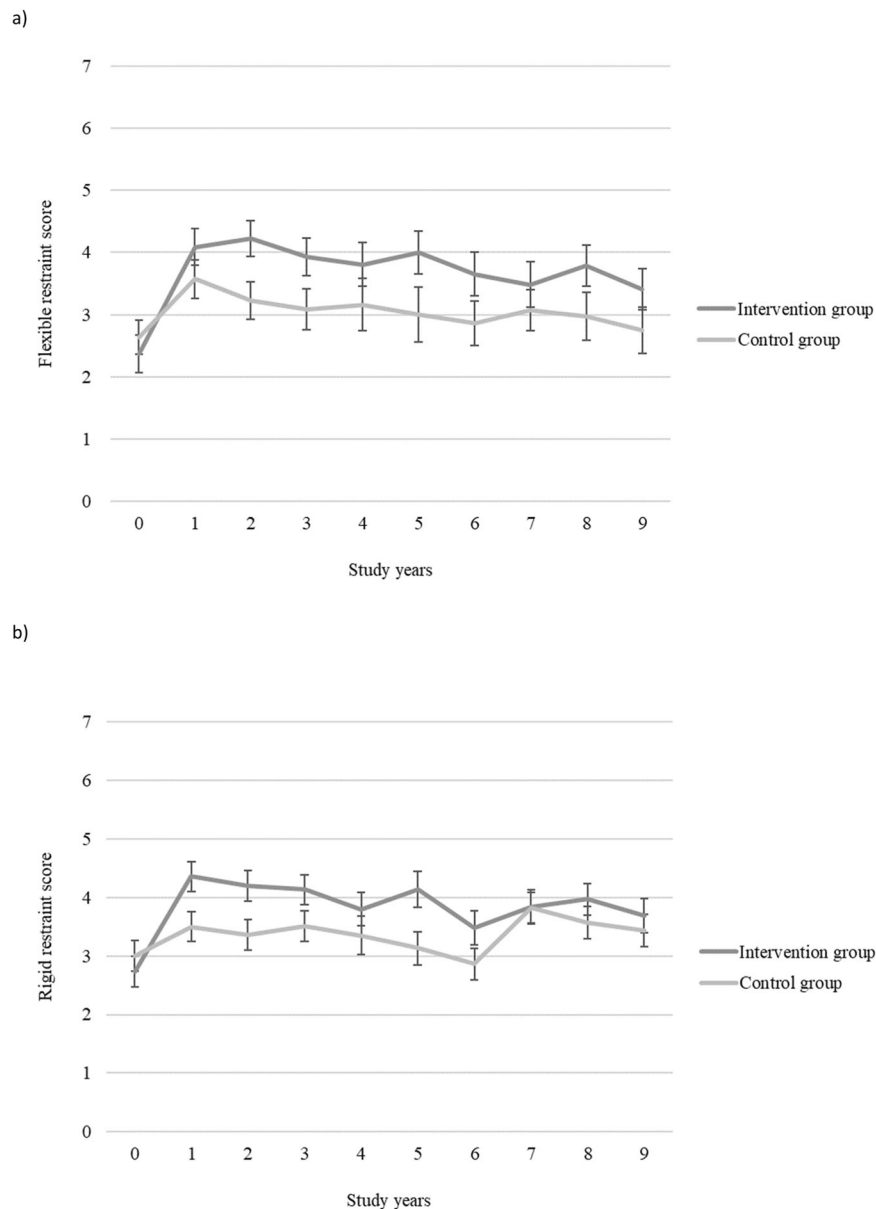 a)
7
6
5
4
3
2
1
0
Flexible restraint score
0 1 2 3 4 5 6 7 8 9
Study years
Intervention group
Control group
b)
7
6
5
4
3
2
1
0
Rigid restraint score
0 1 2 3 4 5 6 7 8 9
Study years
Intervention group
Control group